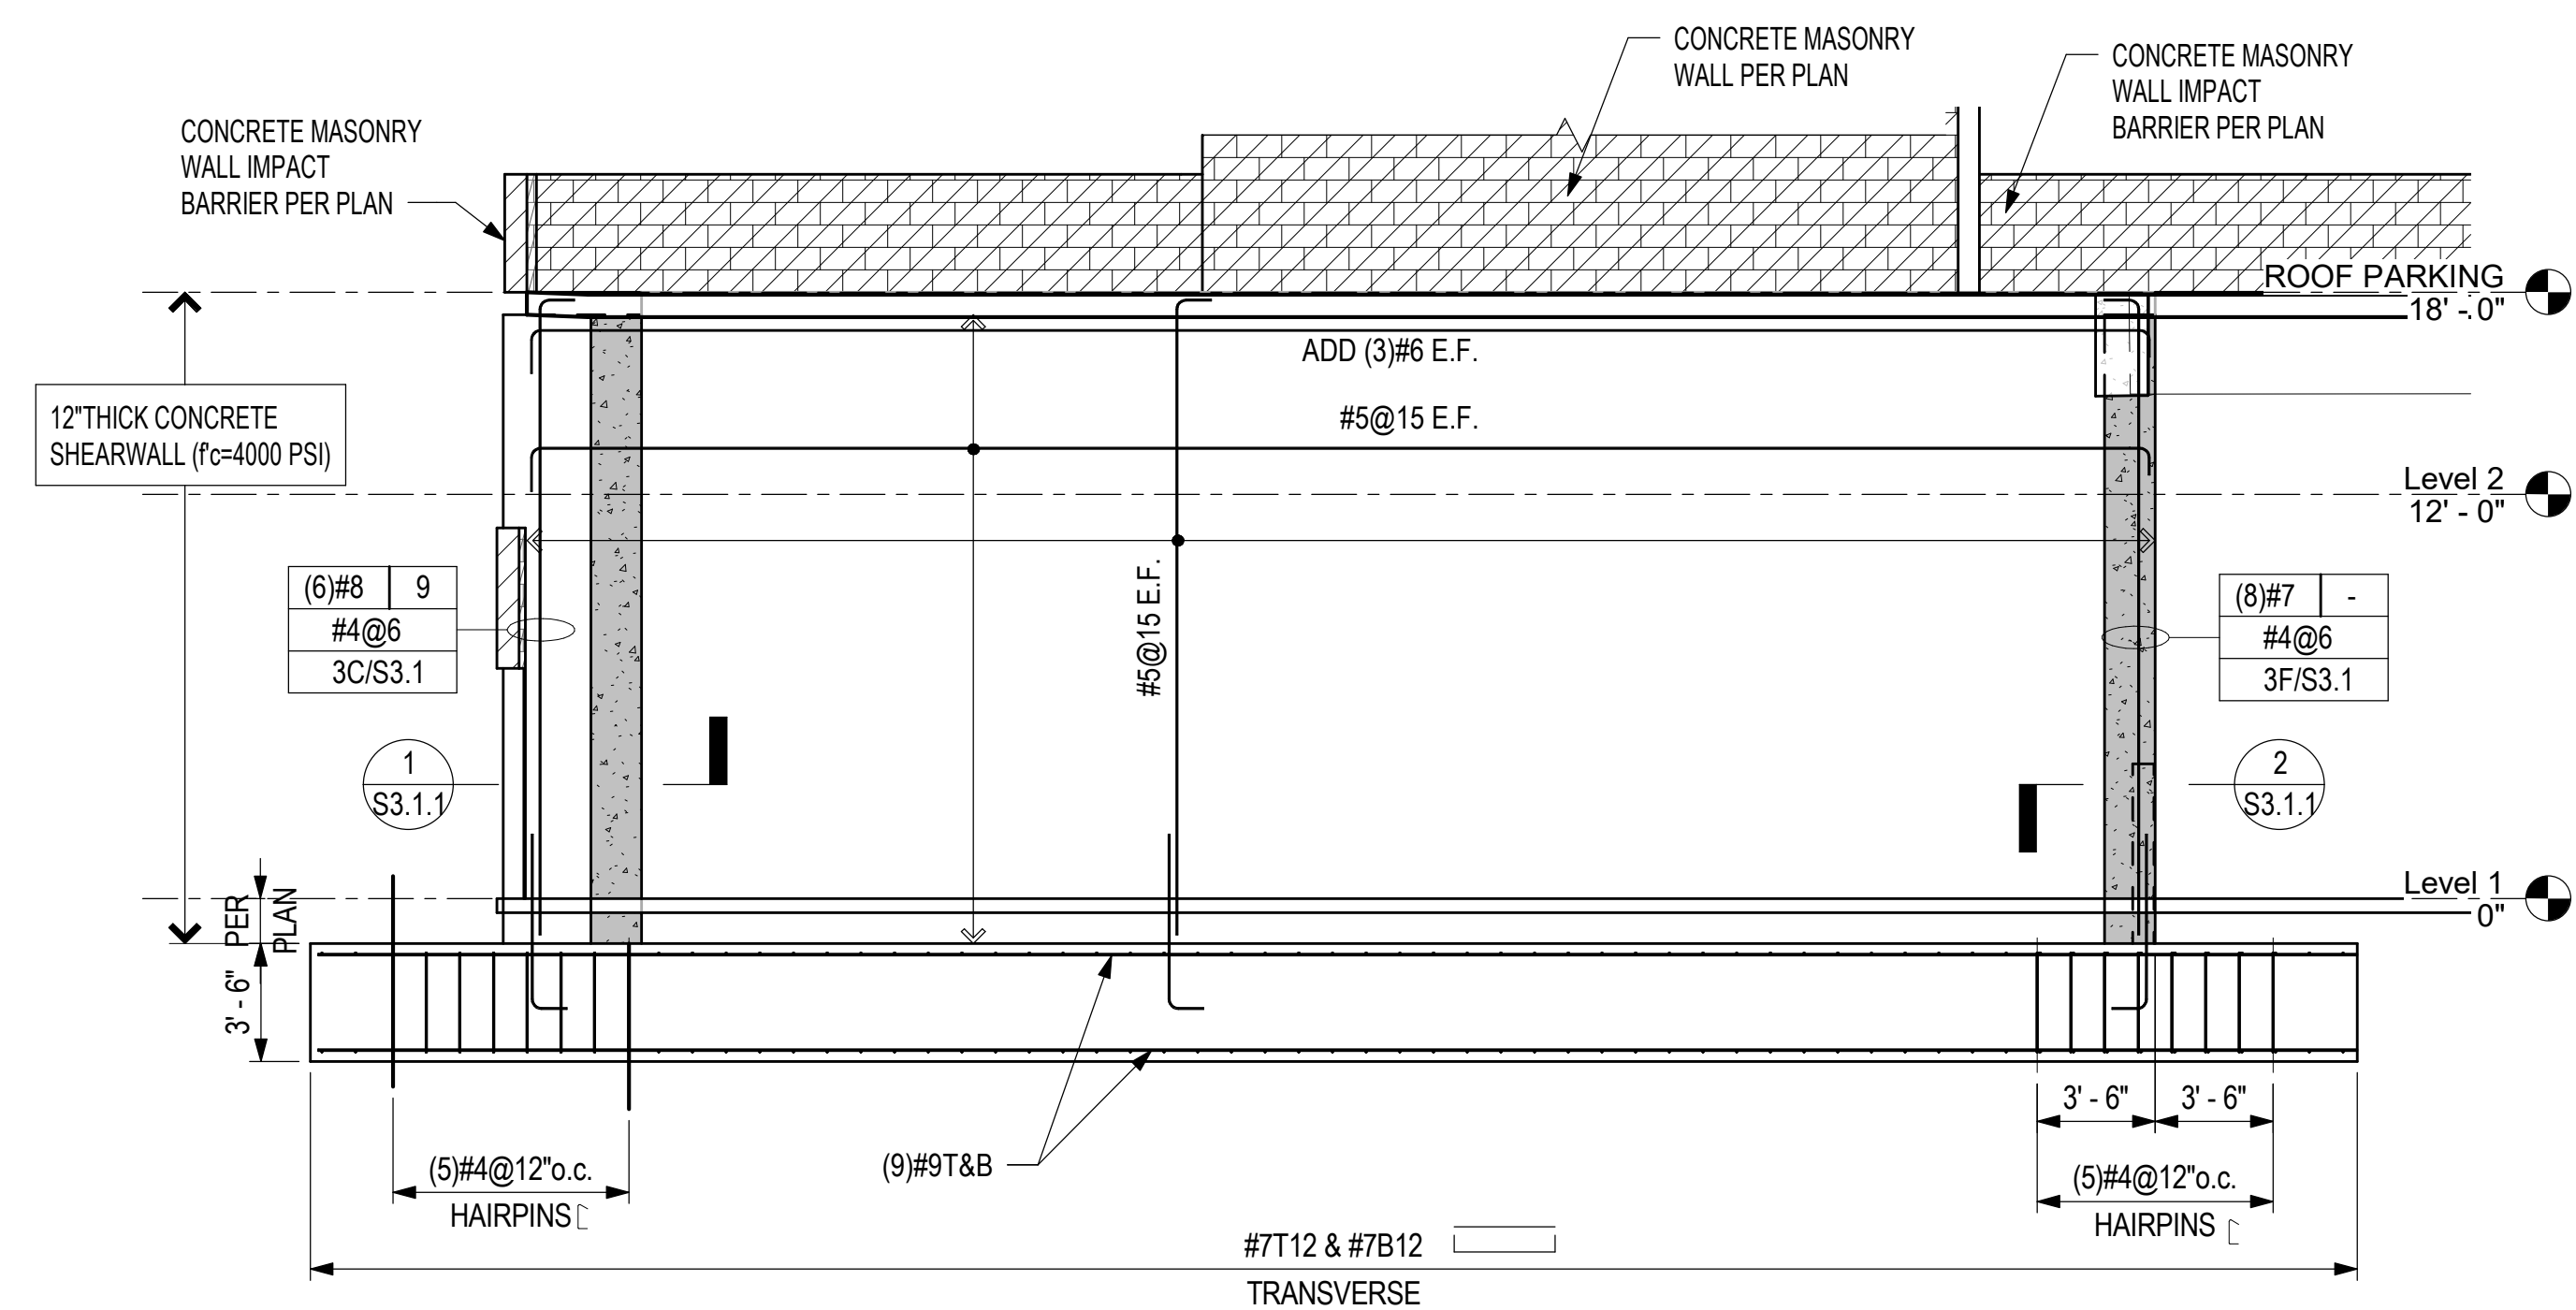 CONCRETE MASONRY
WALL PER PLAN
CONCRETE MASONRY
WALL IMPACT
BARRIER PER PLAN
CONCRETE MASONRY
WALL IMPACT
BARRIER PER PLAN
ROOF PARKING
18' - 0"
ADD (3)#6 E.F.
#5@15 E.F.
12"THICK CONCRETE
SHEARWALL (f'c=4000 PSI)
Level 2
12' - 0"
#5@15 E.F.
(6)#8 9
#4@6
3C/S3.1
(8)#7 -
#4@6
3F/S3.1
1
S3.1.1
2
S3.1.1
PER
PLAN
Level 1
0"
3' - 6"
3' - 6" 3' - 6"
(9)#9T&B
(5)#4@12"o.c.
HAIRPINS
(5)#4@12"o.c.
HAIRPINS
#7T12 & #7B12
TRANSVERSE